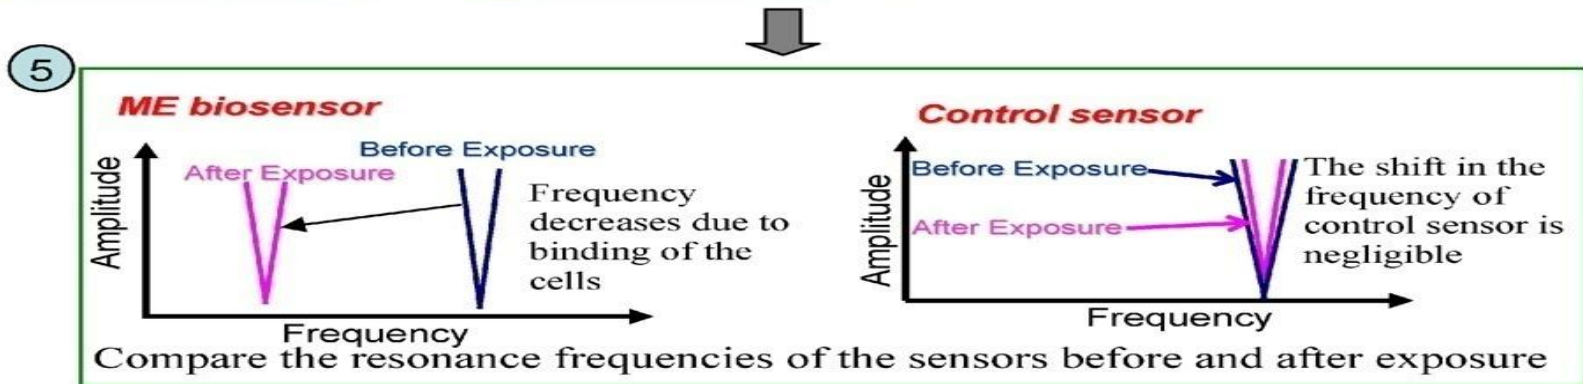 5
ME biosensor
Amplitude
After Exposure
Before Exposure
Frequency
decreases due to
binding of the
cells
Frequency
Control sensor
Amplitude
Before Exposure
After Exposure
The shift in the
frequency of
control sensor is
negligible
Frequency
Compare the resonance frequencies of the sensors before and after exposure